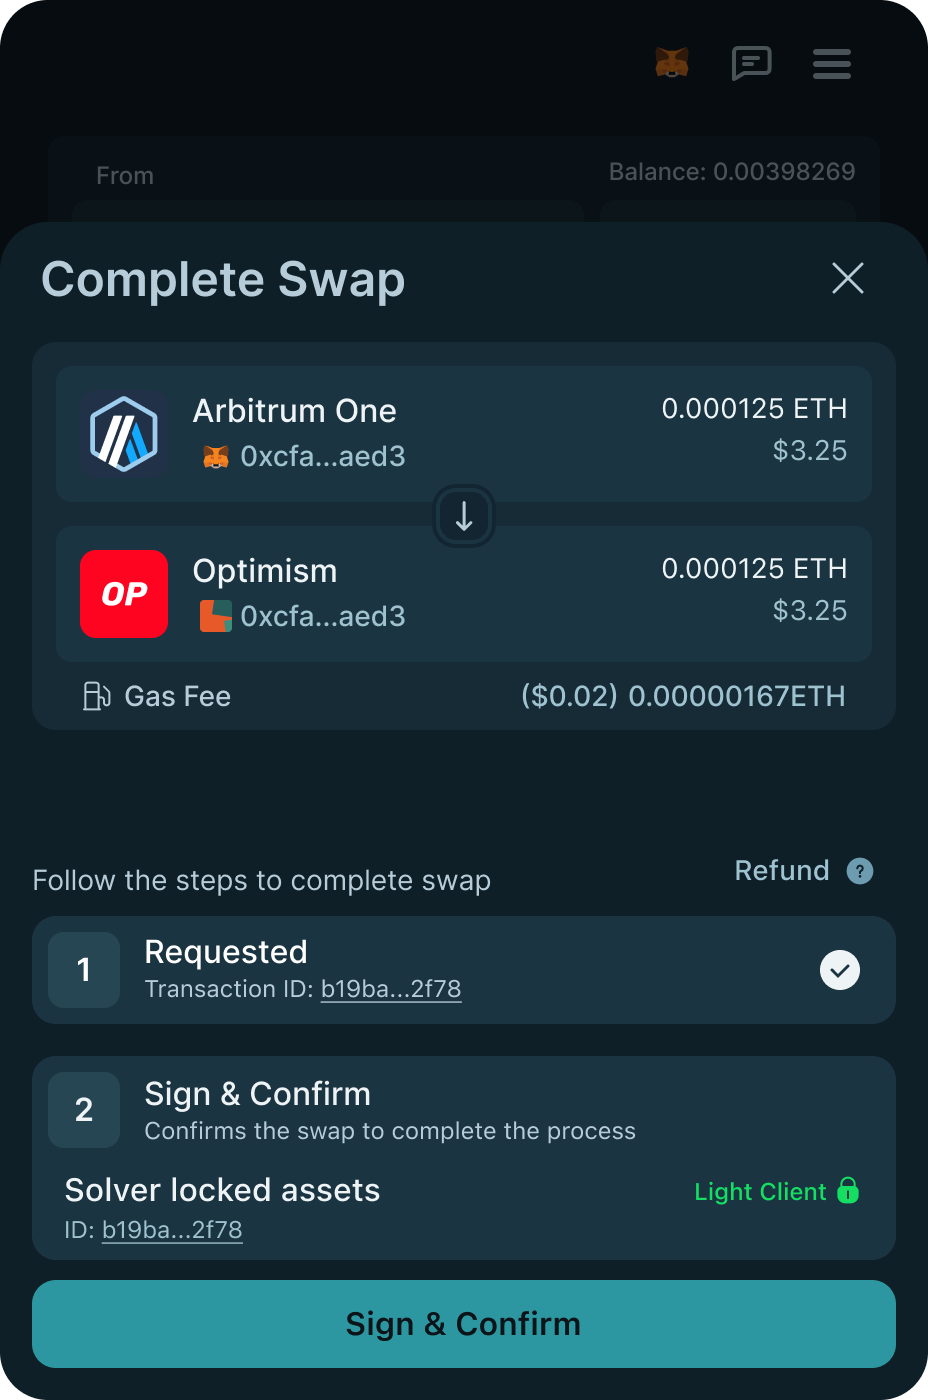 From
Balance: 0.00398269
Complete Swap
Arbitrum One
0.000125 ETH
0xcfa...aed3
$3.25
OP
Optimism
0.000125 ETH
0xcfa...aed3
$3.25
Gas Fee
($0.02) 0.00000167ETH
Follow the steps to complete swap
Refund ?
1
Requested
Transaction ID: b19ba...2f78
2
Sign & Confirm
Confirms the swap to complete the process
Solver locked assets
Light Client
ID: b19ba...2f78
Sign & Confirm